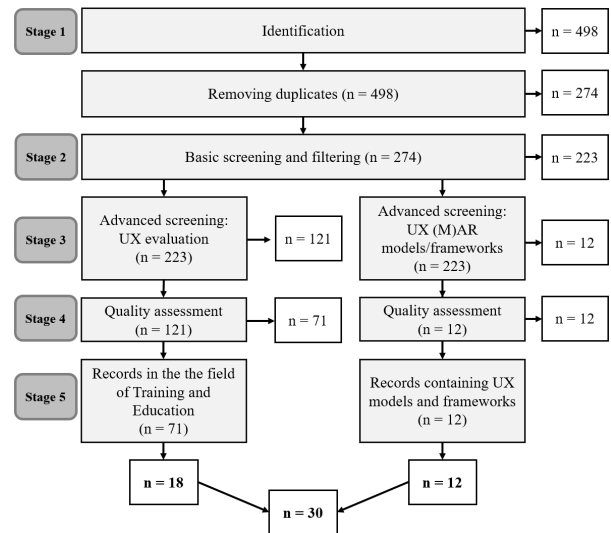 Stage 1
Identification
n = 498
Removing duplicates (n = 498)
n = 274
Stage 2
Basic screening and filtering (n = 274)
n = 223
Stage 3
Advanced screening:
UX evaluation
(n = 223)
n = 121
Advanced screening:
UX (M)AR
models/frameworks
(n = 223)
n = 12
Stage 4
Quality assessment
(n = 121)
n = 71
Quality assessment
(n = 12)
n = 12
Stage 5
Records in the the field
of Training and
Education
(n = 71)
Records containing UX
models and frameworks
(n = 12)
n = 18
n = 12
n = 30